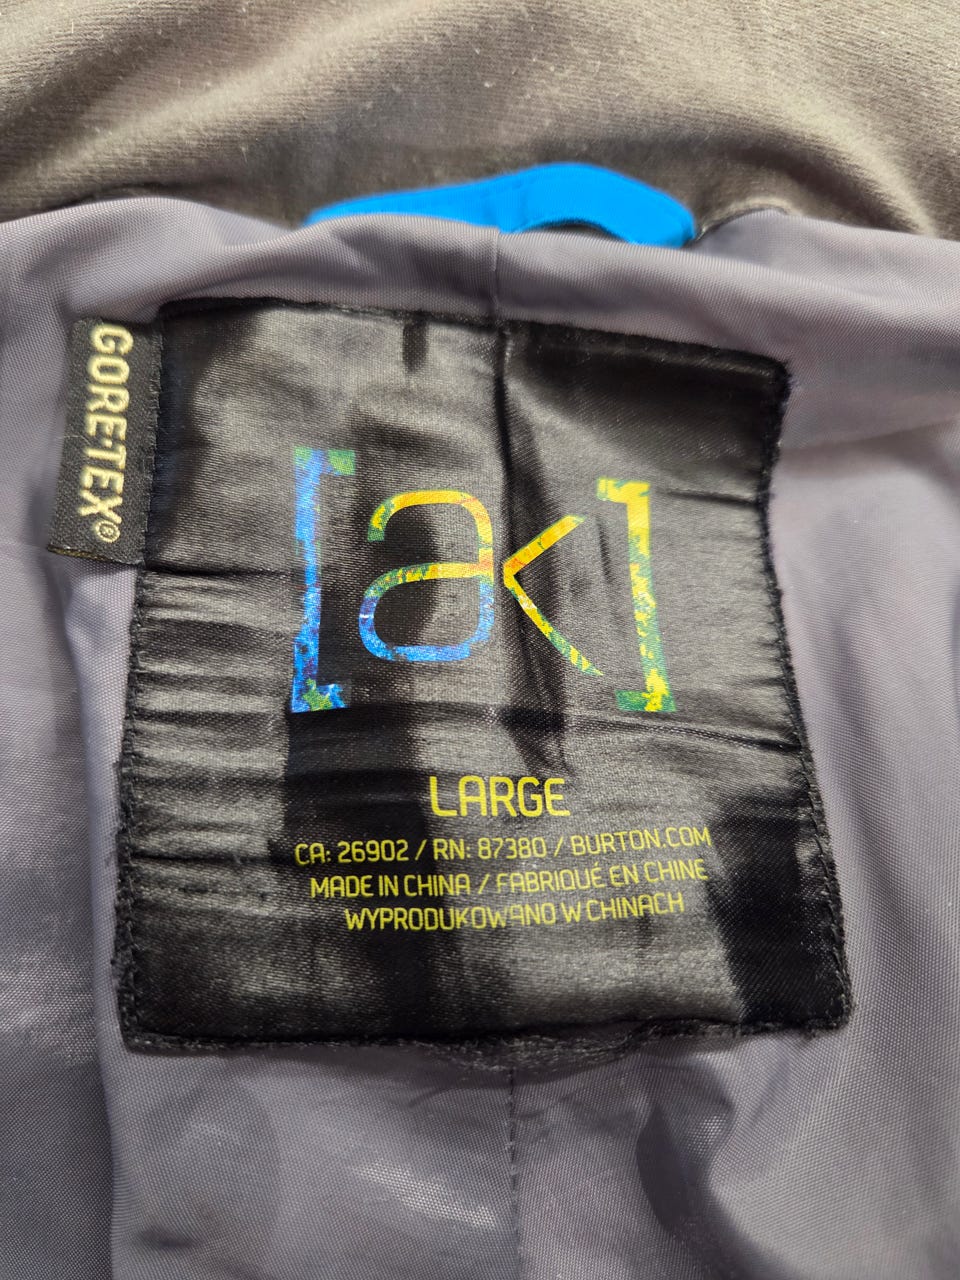 GORE-TEX®
[ak]
LARGE
CA: 26902 / RN: 87380 / BURTON.COM
MADE IN CHINA / FABRIQUÉ EN CHINE
WYPRODUKOWANO W CHINACH